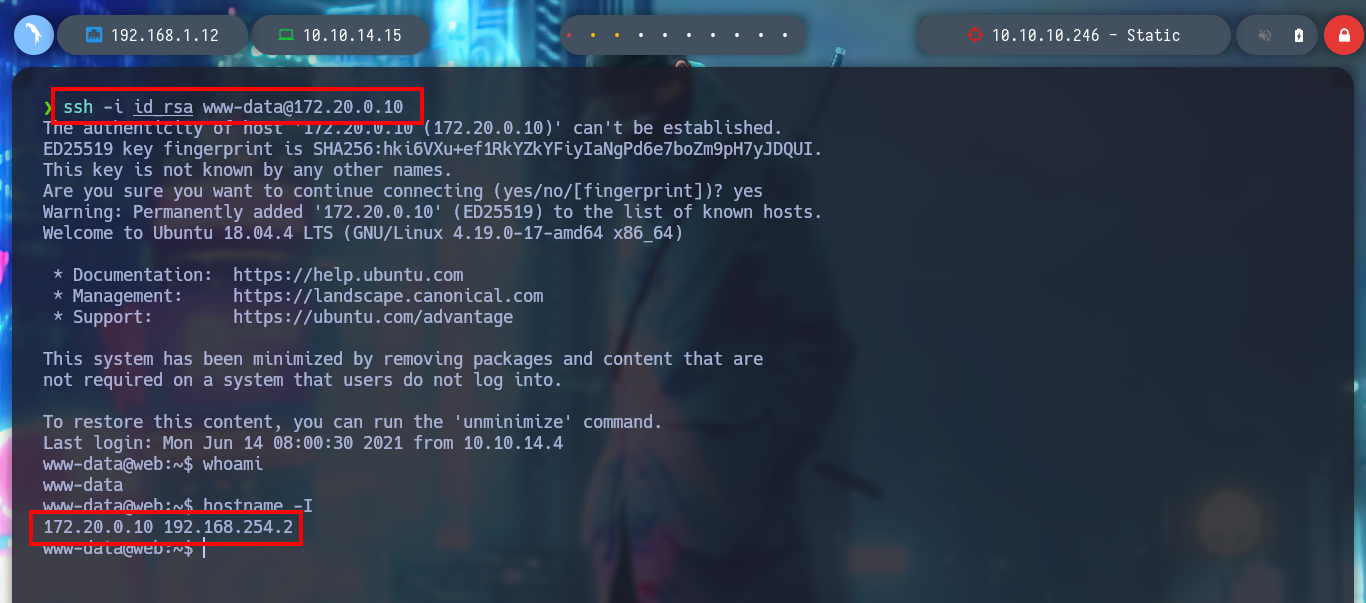 192.168.1.12
10.10.14.15
10.10.10.246 - Static
❯ ssh -i id_rsa www-data@172.20.0.10
The authenticity of host '172.20.0.10 (172.20.0.10)' can't be established.
ED25519 key fingerprint is SHA256:hki6VXu+ef1RkYZkYFiyIaNgPd6e7boZm9pH7yJDQUI.
This key is not known by any other names.
Are you sure you want to continue connecting (yes/no/[fingerprint])? yes
Warning: Permanently added '172.20.0.10' (ED25519) to the list of known hosts.
Welcome to Ubuntu 18.04.4 LTS (GNU/Linux 4.19.0-17-amd64 x86_64)
* Documentation:  https://help.ubuntu.com
* Management:     https://landscape.canonical.com
* Support:        https://ubuntu.com/advantage
This system has been minimized by removing packages and content that are
not required on a system that users do not log into.
To restore this content, you can run the 'unminimize' command.
Last login: Mon Jun 14 08:00:30 2021 from 10.10.14.4
www-data@web:~$ whoami
www-data
www-data@web:~$ hostname -I
172.20.0.10 192.168.254.2
www-data@web:~$